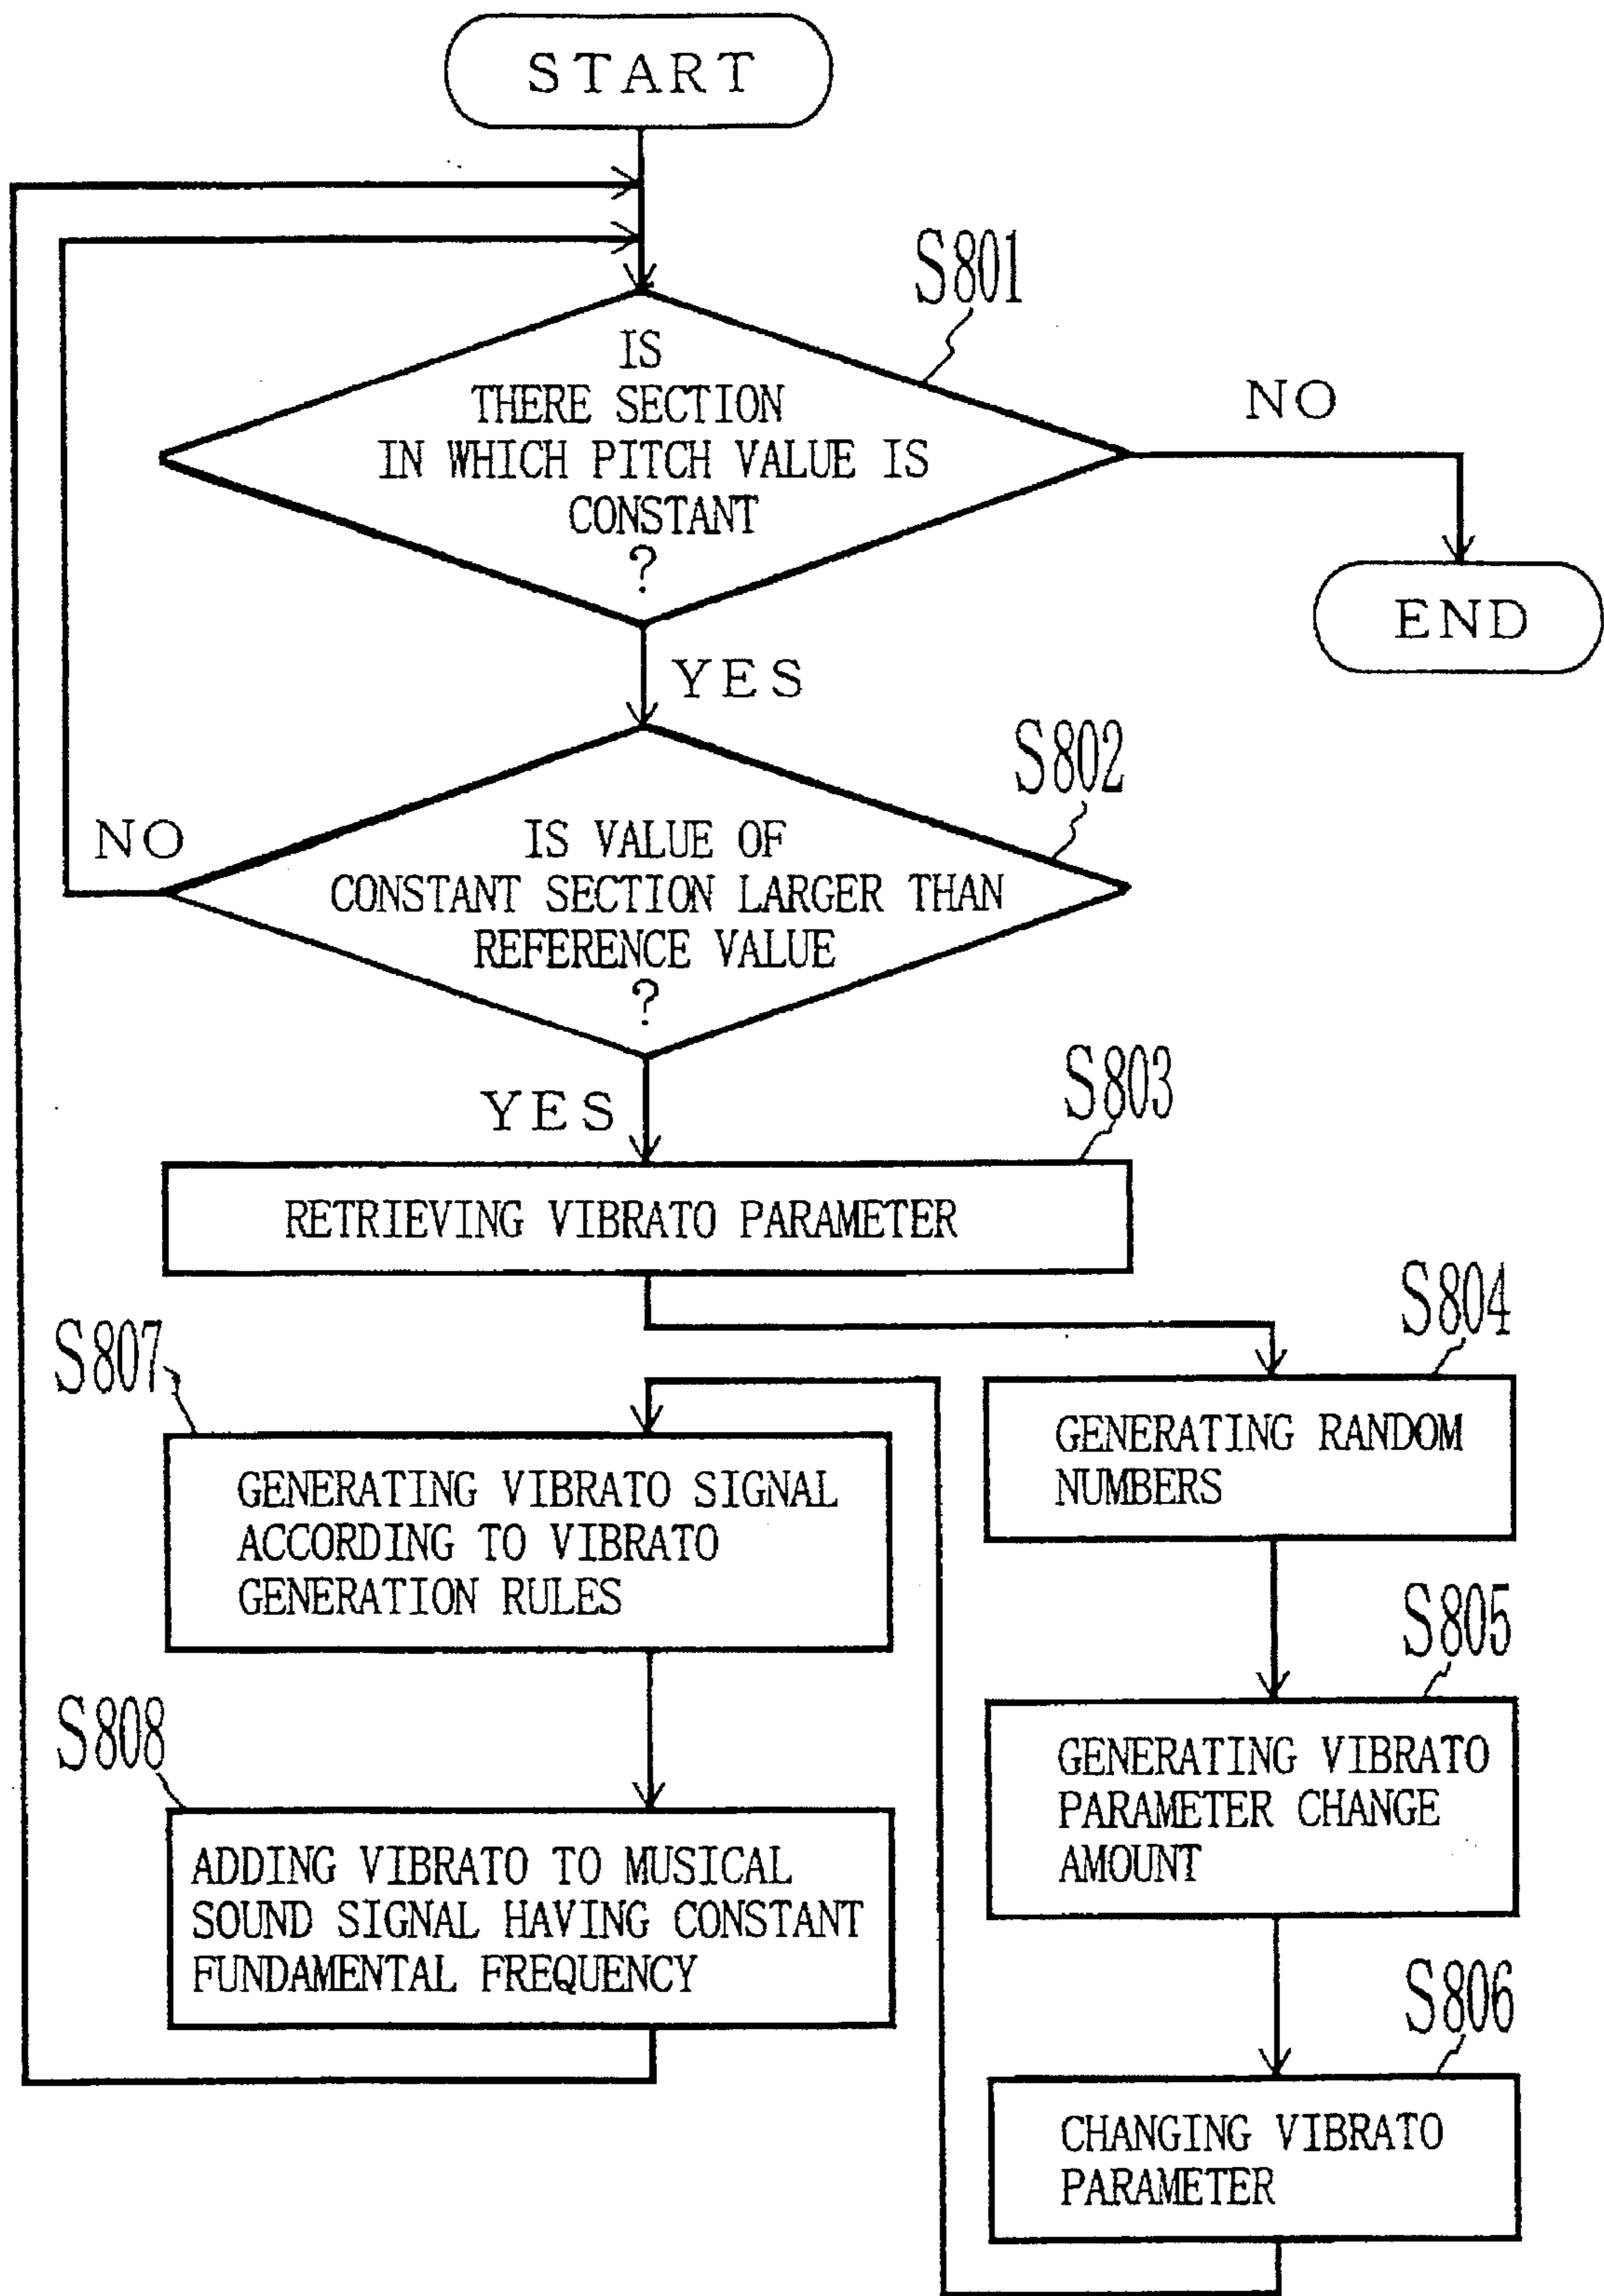 START
S801
IS
THERE SECTION
IN WHICH PITCH VALUE IS
CONSTANT
?
NO
END
YES
S802
IS VALUE OF
CONSTANT SECTION LARGER THAN
REFERENCE VALUE
?
NO
YES
S803
RETRIEVING VIBRATO PARAMETER
S804
GENERATING RANDOM
NUMBERS
S805
GENERATING VIBRATO
PARAMETER CHANGE
AMOUNT
S806
CHANGING VIBRATO
PARAMETER
S807
GENERATING VIBRATO SIGNAL
ACCORDING TO VIBRATO
GENERATION RULES
S808
ADDING VIBRATO TO MUSICAL
SOUND SIGNAL HAVING CONSTANT
FUNDAMENTAL FREQUENCY